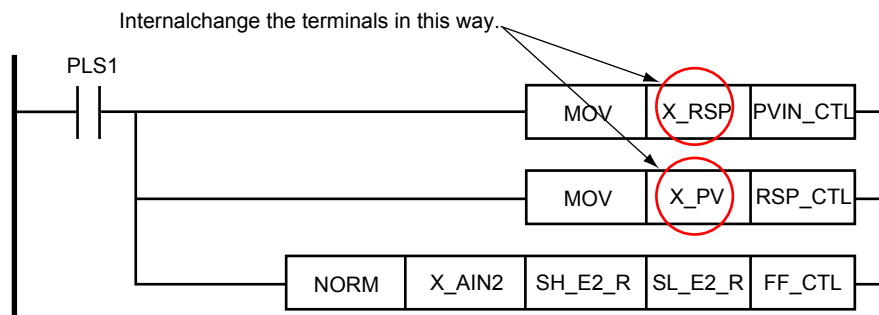 Internalchange the terminals in this way.
PLS1
MOV X_RSP PVIN_CTL
MOV X_PV RSP_CTL
NORM X_AIN2 SH_E2_R SL_E2_R FF_CTL